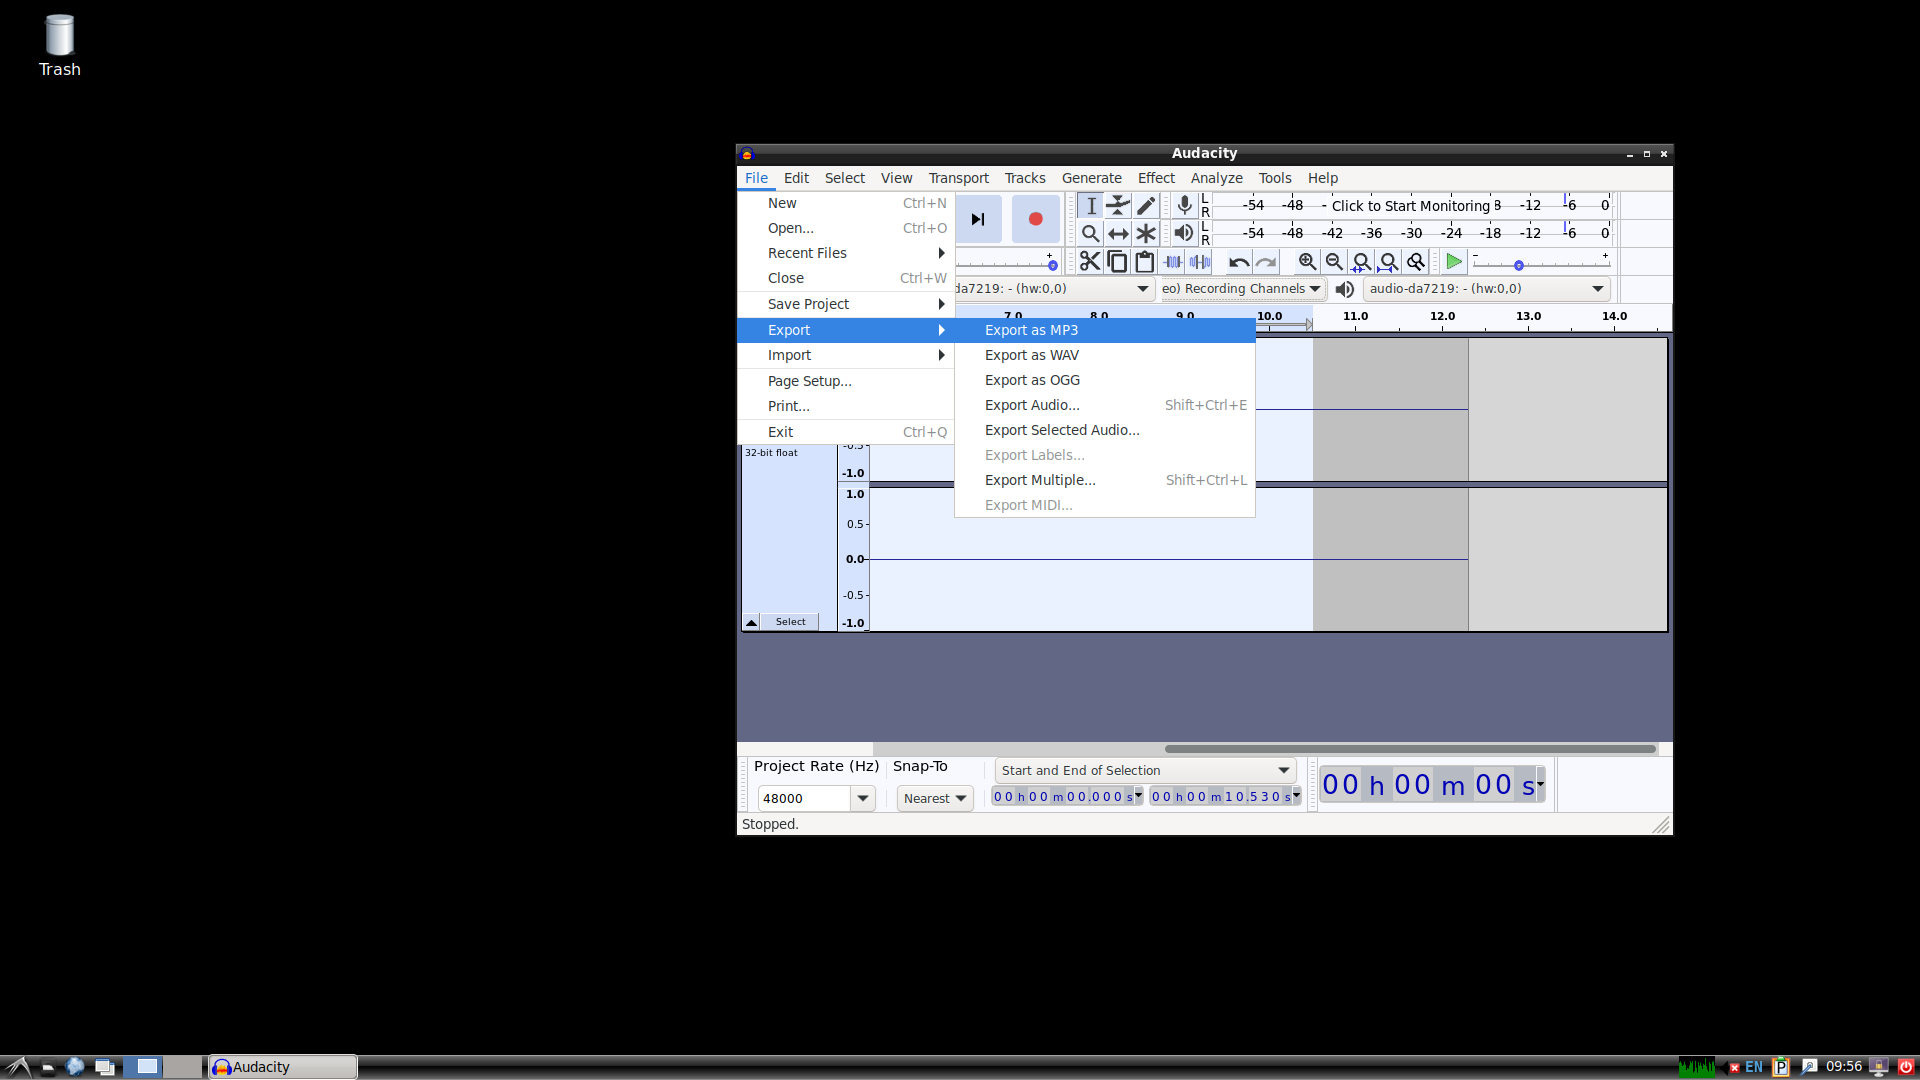 Trash
Audacity
File Edit Select View Transport Tracks Generate Effect Analyze Tools Help
New Ctrl+N
Open... Ctrl+O
Recent Files
Close Ctrl+W
Save Project
Export
Import
Page Setup...
Print...
Exit Ctrl+Q
Export as MP3
Export as WAV
Export as OGG
Export Audio... Shift+Ctrl+E
Export Selected Audio...
Export Labels...
Export Multiple... Shift+Ctrl+L
Export MIDI...
L
R
-54 -48 - Click to Start Monitoring 8 -12 -6 0
L
R
-54 -48 -42 -36 -30 -24 -18 -12 -6 0
da7219: - (hw:0,0) eo) Recording Channels audio-da7219: - (hw:0,0)
7.0 8.0 9.0 10.0 11.0 12.0 13.0 14.0
32-bit float
-0.5
-1.0
1.0
0.5
0.0
-0.5
-1.0
Select
Project Rate (Hz) Snap-To
Start and End of Selection
48000 Nearest
00 h 00 m 00.000 s 00 h 00 m 10.530 s
00 h 00 m 00 s
Stopped.
Audacity
EN
P
09:56